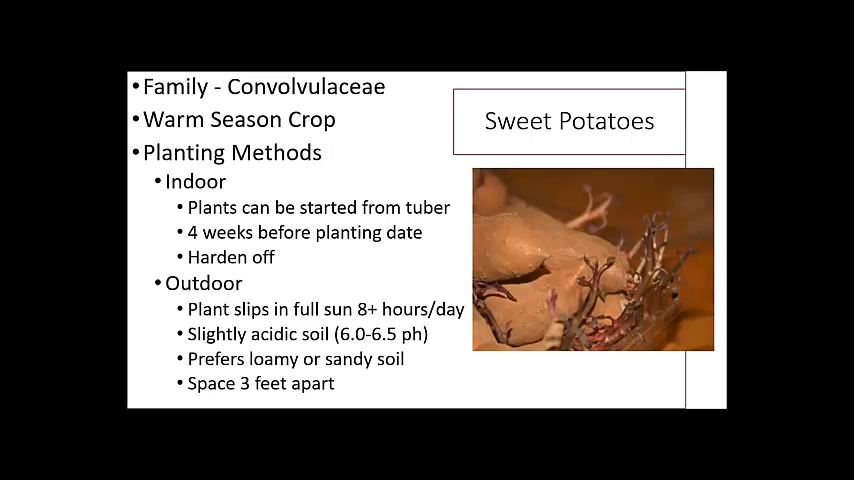 •Family - Convolvulaceae
•Warm Season Crop
•Planting Methods
•Indoor
•Plants can be started from tuber
•4 weeks before planting date
•Harden off
•Outdoor
•Plant slips in full sun 8+ hours/day
•Slightly acidic soil (6.0-6.5 ph)
•Prefers loamy or sandy soil
•Space 3 feet apart
Sweet Potatoes